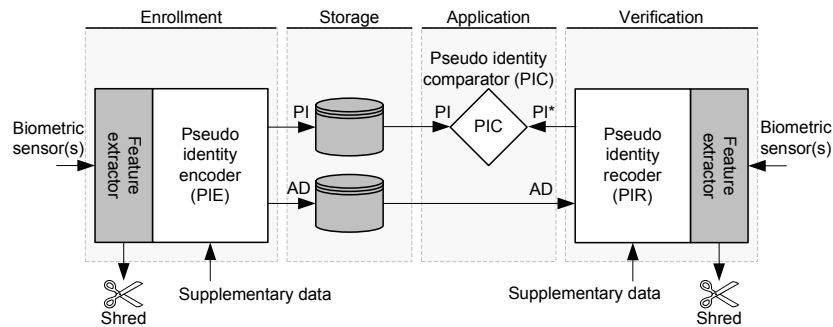 Enrollment
Storage
Application
Verification
Pseudo identity
comparator (PIC)
Biometric
sensor(s)
Feature
extractor
Pseudo
identity
encoder
(PIE)
PI
AD
PI
PIC
PI*
AD
Pseudo
identity
recoder
(PIR)
Feature
extractor
Biometric
sensor(s)
Supplementary data
Shred
Supplementary data
Shred